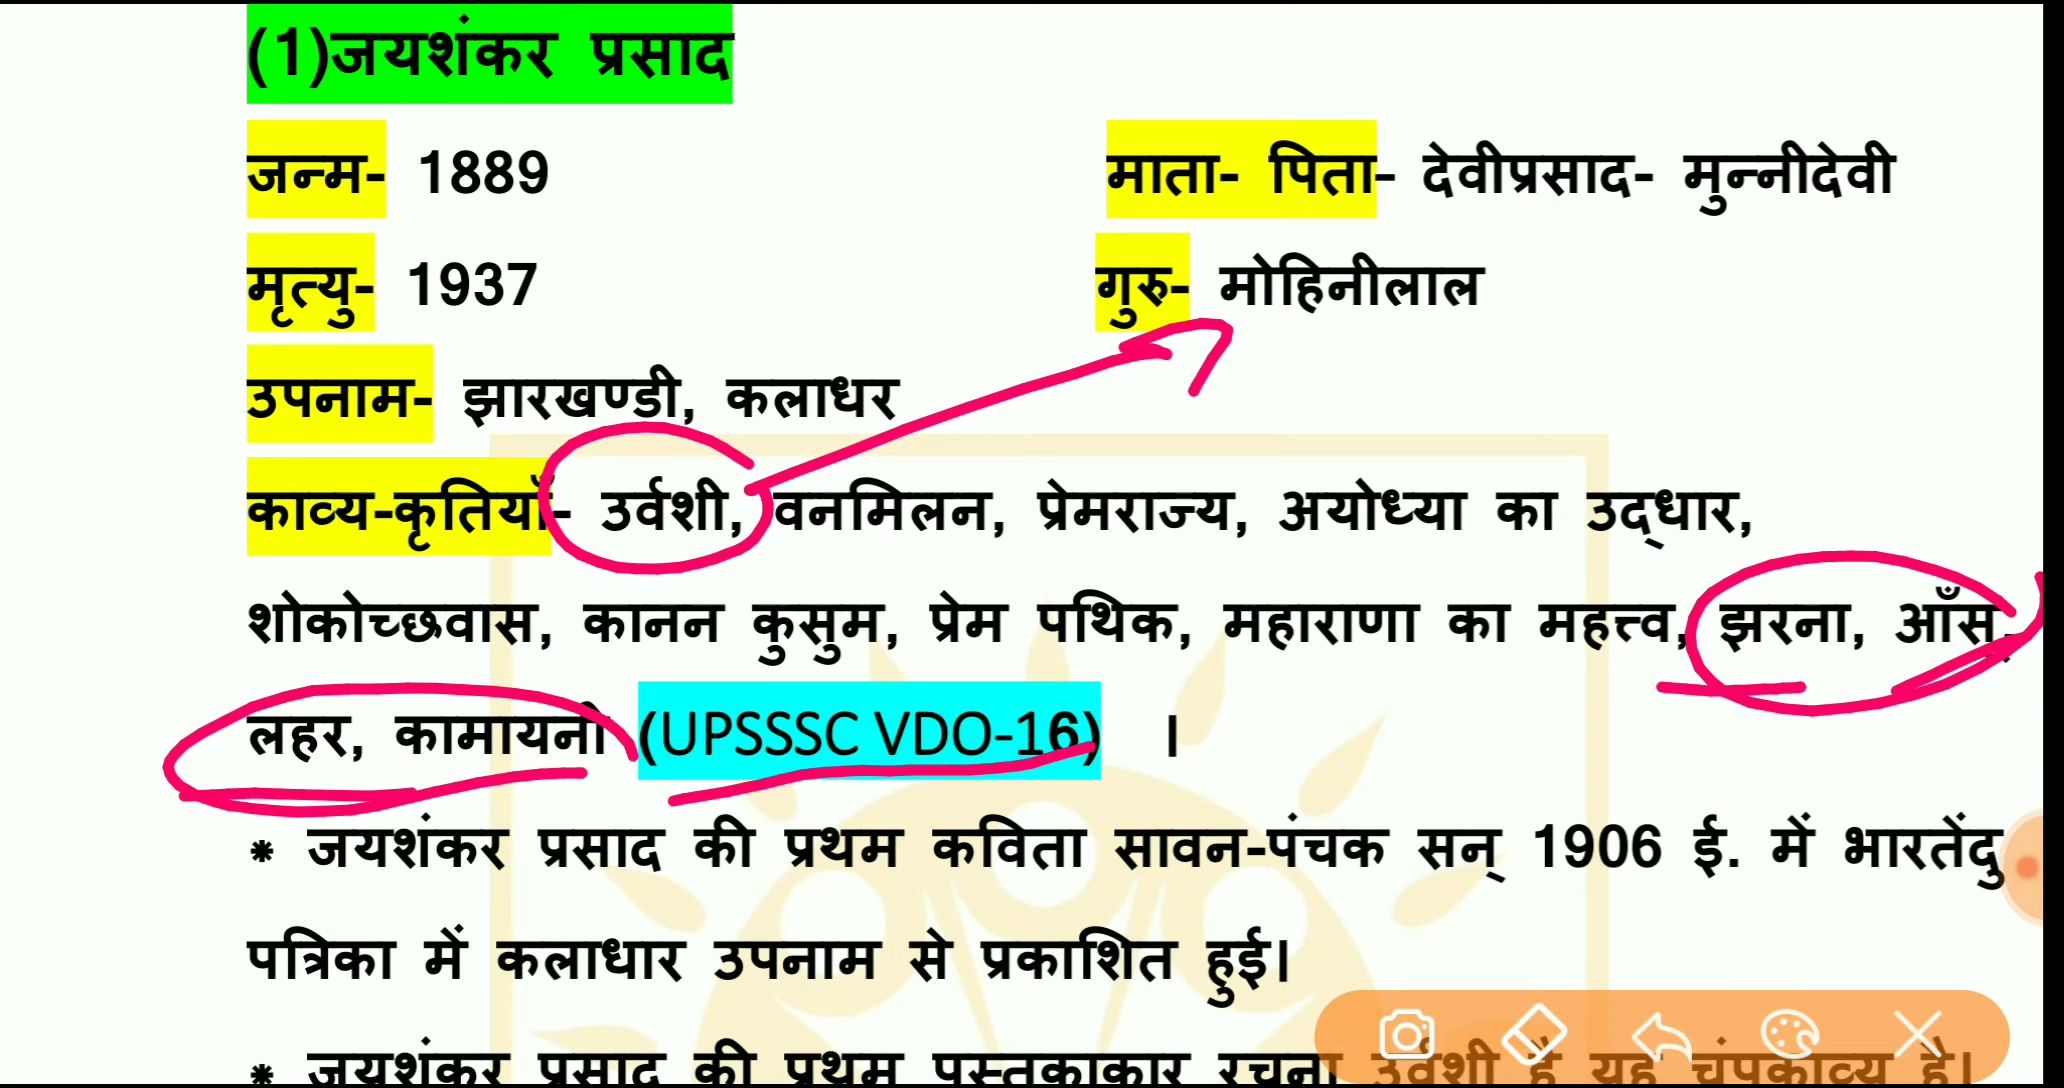 (1)जयशंकर प्रसाद
जन्म- 1889 माता- पिता- देवीप्रसाद- मुन्नीदेवी
मृत्यु- 1937 गुरु- मोहिनीलाल
उपनाम- झारखण्डी, कलाधर
काव्य-कृतियाँ- उर्वशी, वनमिलन, प्रेमराज्य, अयोध्या का उद्धार,
शोकोच्छवास, कानन कुसुम, प्रेम पथिक, महाराणा का महत्त्व, झरना, आँसू,
लहर, कामायनी (UPSSSC VDO-16) ।
* जयशंकर प्रसाद की प्रथम कविता सावन-पंचक सन् 1906 ई. में भारतेंदु
पत्रिका में कलाधार उपनाम से प्रकाशित हुई।
* जयशंकर प्रसाद की प्रथम पुस्तकाकार रचना उर्वशी है यह चंपूकाव्य है।